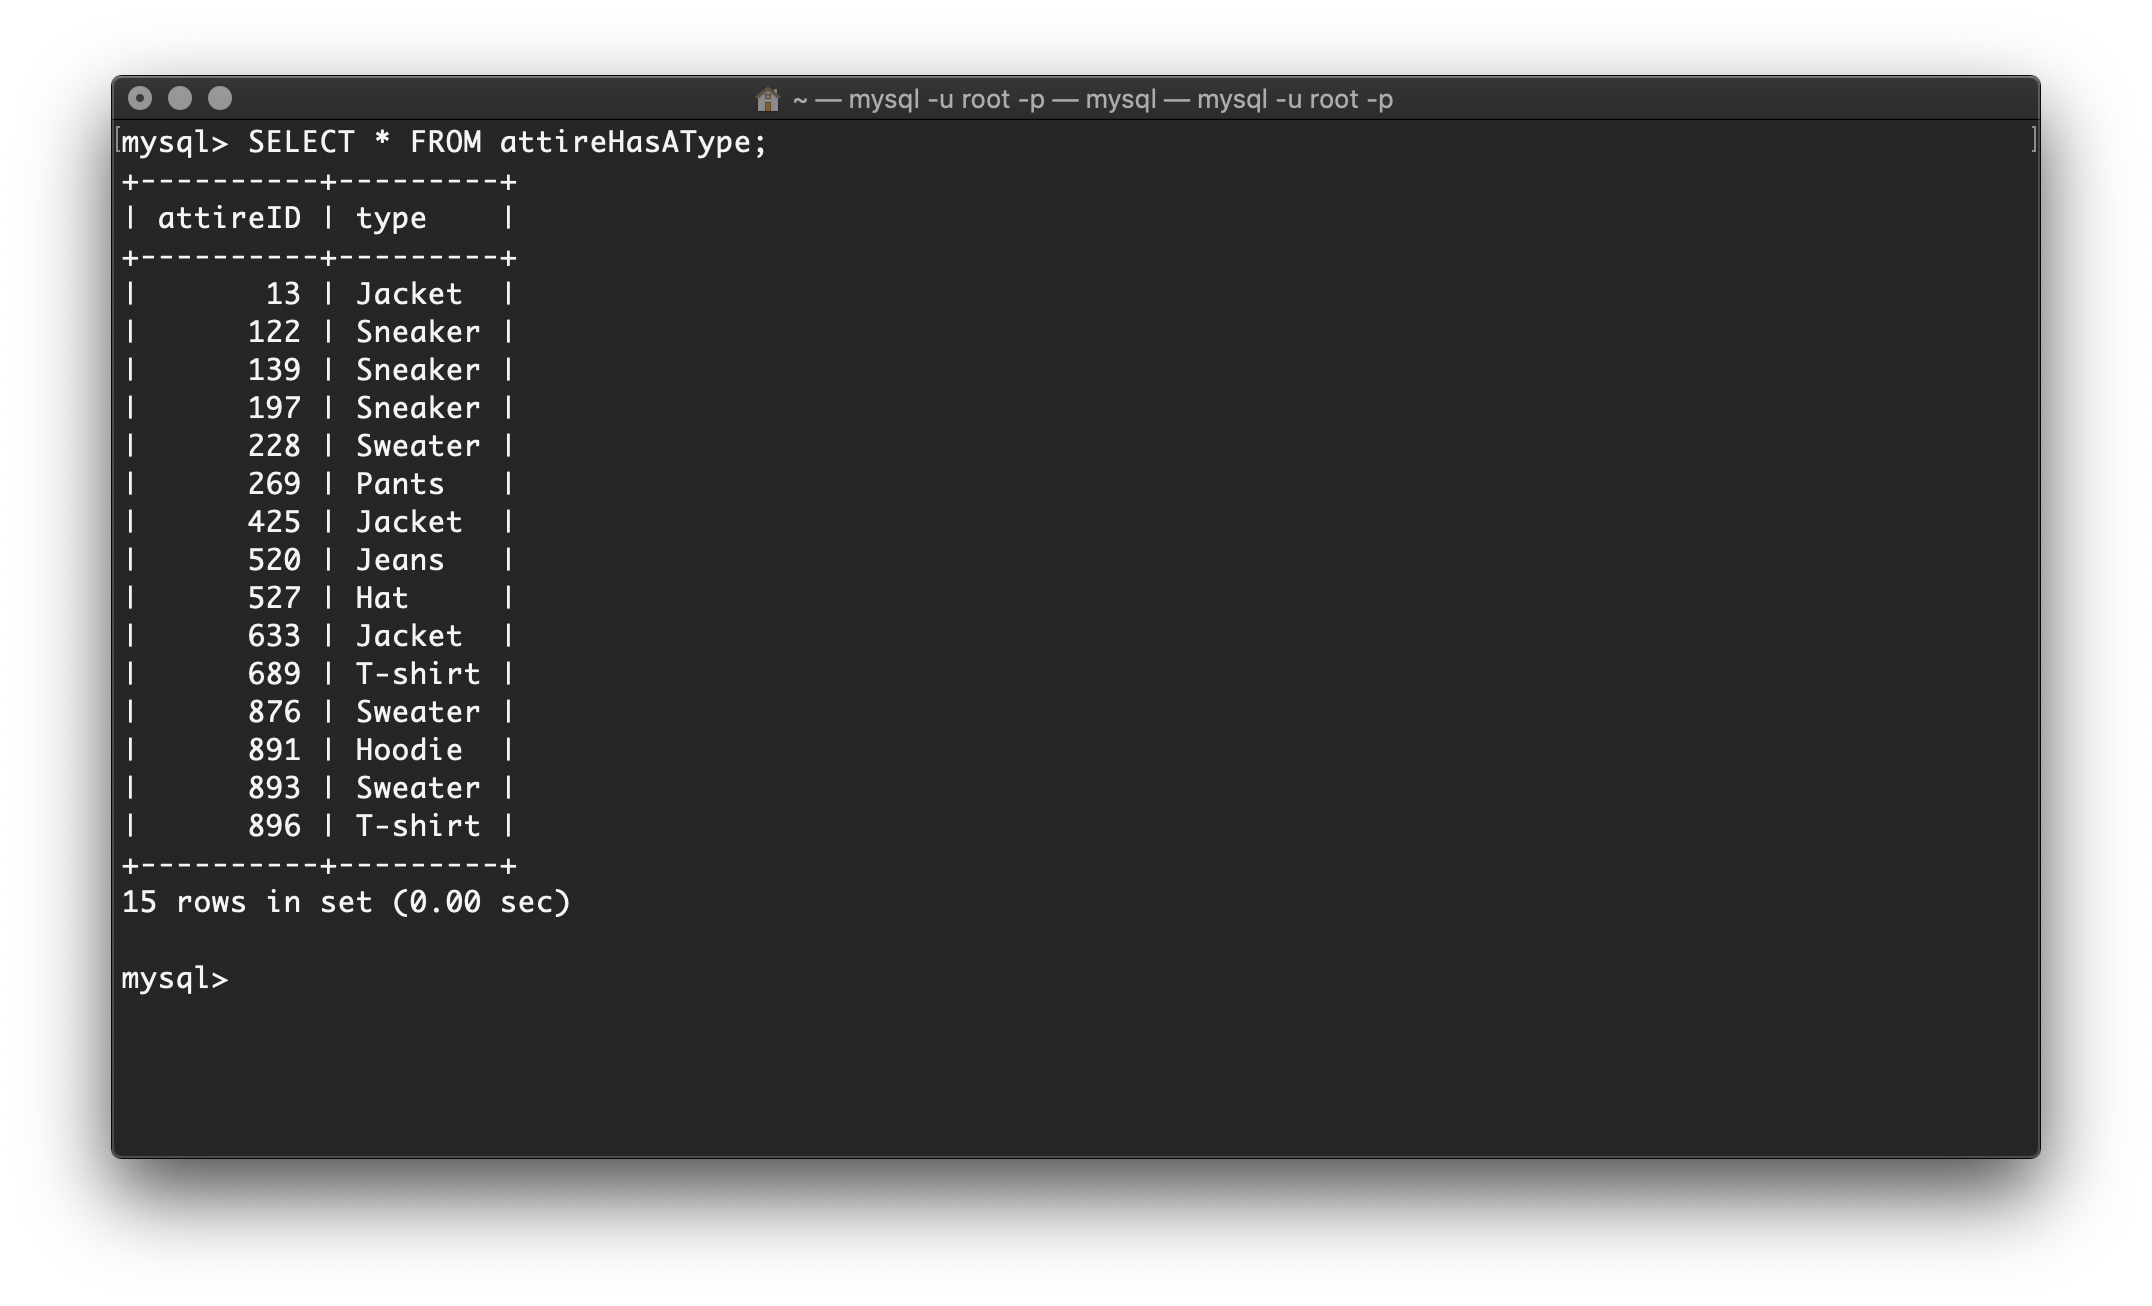 ~ — mysql -u root -p — mysql — mysql -u root -p
[mysql> SELECT * FROM attireHasAType; ]
+----------+---------+
| attireID | type    |
+----------+---------+
|       13 | Jacket  |
|      122 | Sneaker |
|      139 | Sneaker |
|      197 | Sneaker |
|      228 | Sweater |
|      269 | Pants   |
|      425 | Jacket  |
|      520 | Jeans   |
|      527 | Hat     |
|      633 | Jacket  |
|      689 | T-shirt |
|      876 | Sweater |
|      891 | Hoodie  |
|      893 | Sweater |
|      896 | T-shirt |
+----------+---------+
15 rows in set (0.00 sec)
mysql>